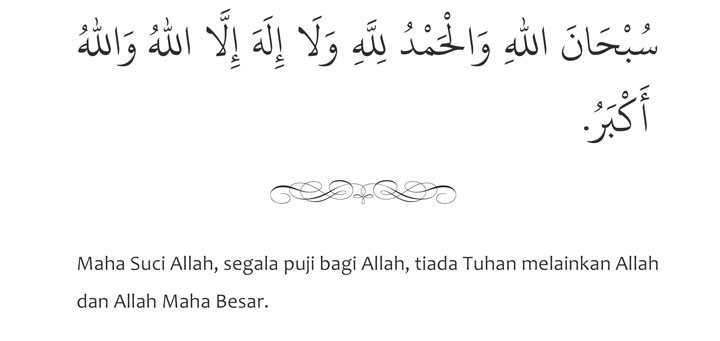 سُبْحَانَ اللهِ وَالْحَمْدُ لِلَّهِ وَلَا إِلَهَ إِلَّا اللهُ وَاللهُ
أَكْبَرُ.
Maha Suci Allah, segala puji bagi Allah, tiada Tuhan melainkan Allah
dan Allah Maha Besar.